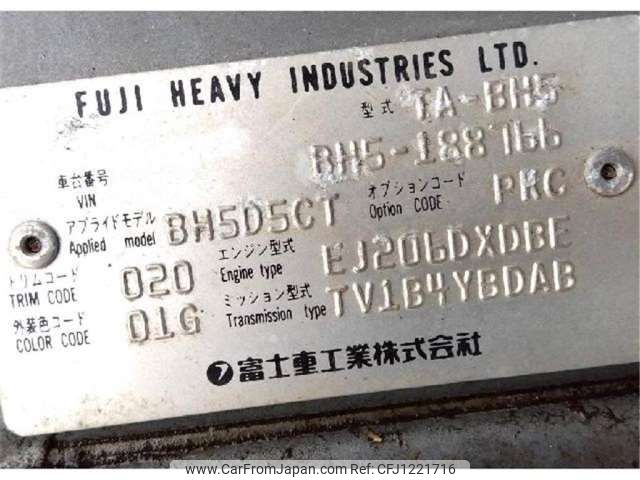 FUJI HEAVY INDUSTRIES LTD.
型式 TA-BH5
車台番号 VIN BH5-188766
アプライドモデル Applied model BH5D5CT
オプションコード Option CODE PKC
トリムコード TRIM CODE 020
エンジン型式 Engine type EJ206DXDBE
外装色コード COLOR CODE 01G
ミッション型式 Transmission type TV1B4YBDAB
富士重工業株式会社
www.CarFromJapan.com - CFJ1221716